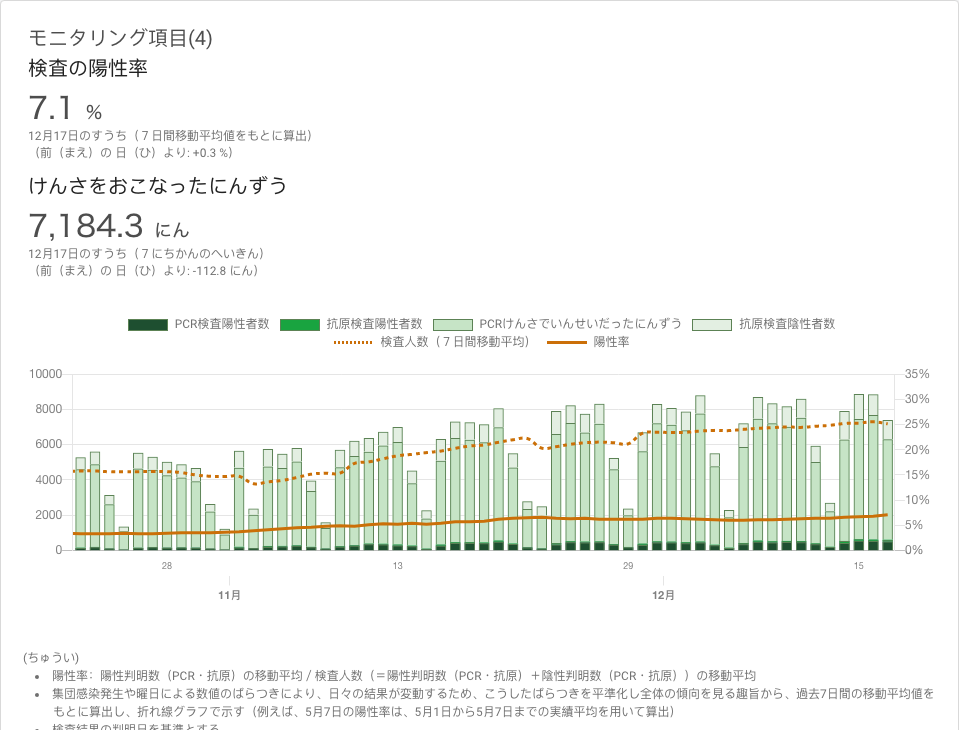 モニタリング項目(4)
検査の陽性率
7.1 %
12月17日のすうち（７日間移動平均値をもとに算出）
（前（まえ）の 日（ひ）より: +0.3 %）
けんさをおこなったにんずう
7,184.3 にん
12月17日のすうち（７にちかんのへいきん）
（前（まえ）の 日（ひ）より: -112.8 にん）
PCR検査陽性者数 抗原検査陽性者数 PCRけんさでいんせいだったにんずう 抗原検査陰性者数
検査人数（７日間移動平均） 陽性率
10000 35%
30%
8000
25%
6000
20%
4000 15%
10%
2000
5%
0 0%
28 13 29 15
11月 12月
(ちゅうい)
• 陽性率：陽性判明数（PCR・抗原）の移動平均 / 検査人数（＝陽性判明数（PCR・抗原）＋陰性判明数（PCR・抗原））の移動平均
• 集団感染発生や曜日による数値のばらつきにより、日々の結果が変動するため、こうしたばらつきを平準化し全体の傾向を見る趣旨から、過去7日間の移動平均値を
もとに算出し、折れ線グラフで示す（例えば、5月7日の陽性率は、5月1日から5月7日までの実績平均を用いて算出）
• 検査結果の判明日を基準とする